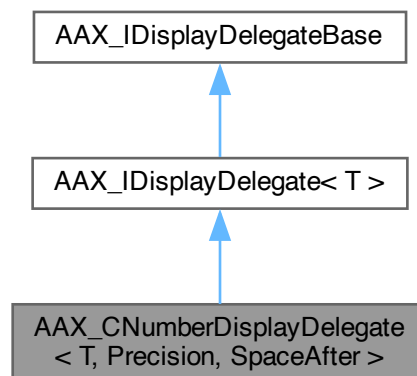 AAX_IDisplayDelegateBase
AAX_IDisplayDelegate< T >
AAX_CNumberDisplayDelegate
< T, Precision, SpaceAfter >